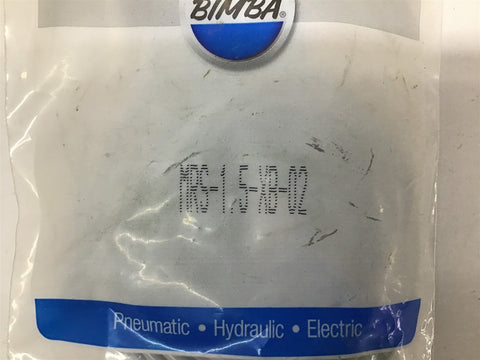 BIMBA®
MRS-1.5-XB-02
Pneumatic • Hydraulic • Electric